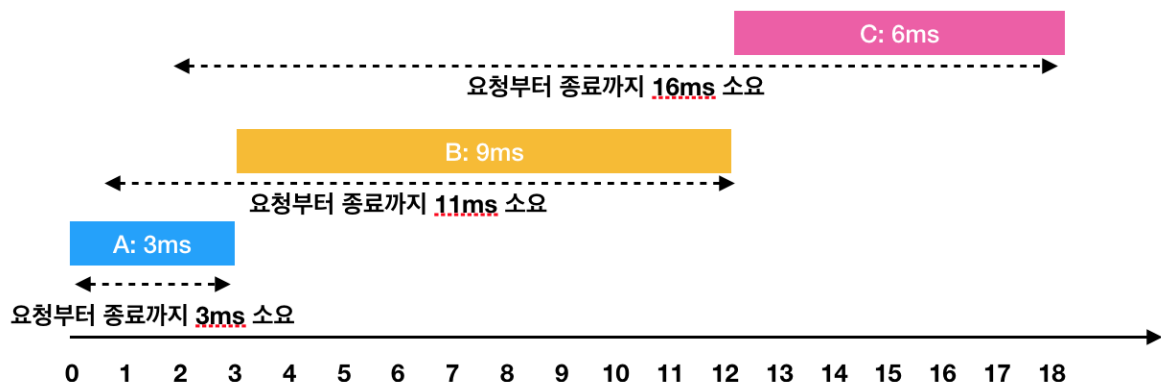 C: 6ms
요청부터 종료까지 16ms 소요
B: 9ms
요청부터 종료까지 11ms 소요
A: 3ms
요청부터 종료까지 3ms 소요
0 1 2 3 4 5 6 7 8 9 10 11 12 13 14 15 16 17 18